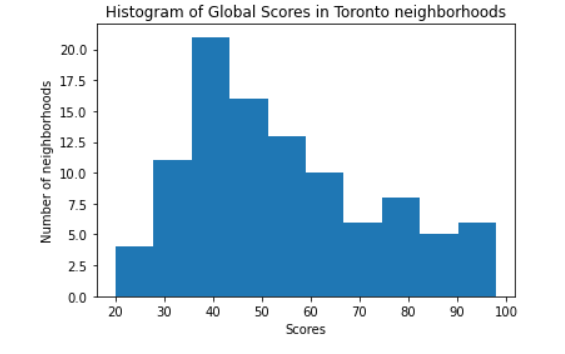 Histogram of Global Scores in Toronto neighborhoods
Number of neighborhoods
20.0
17.5
15.0
12.5
10.0
7.5
5.0
2.5
0.0
20 30 40 50 60 70 80 90 100
Scores